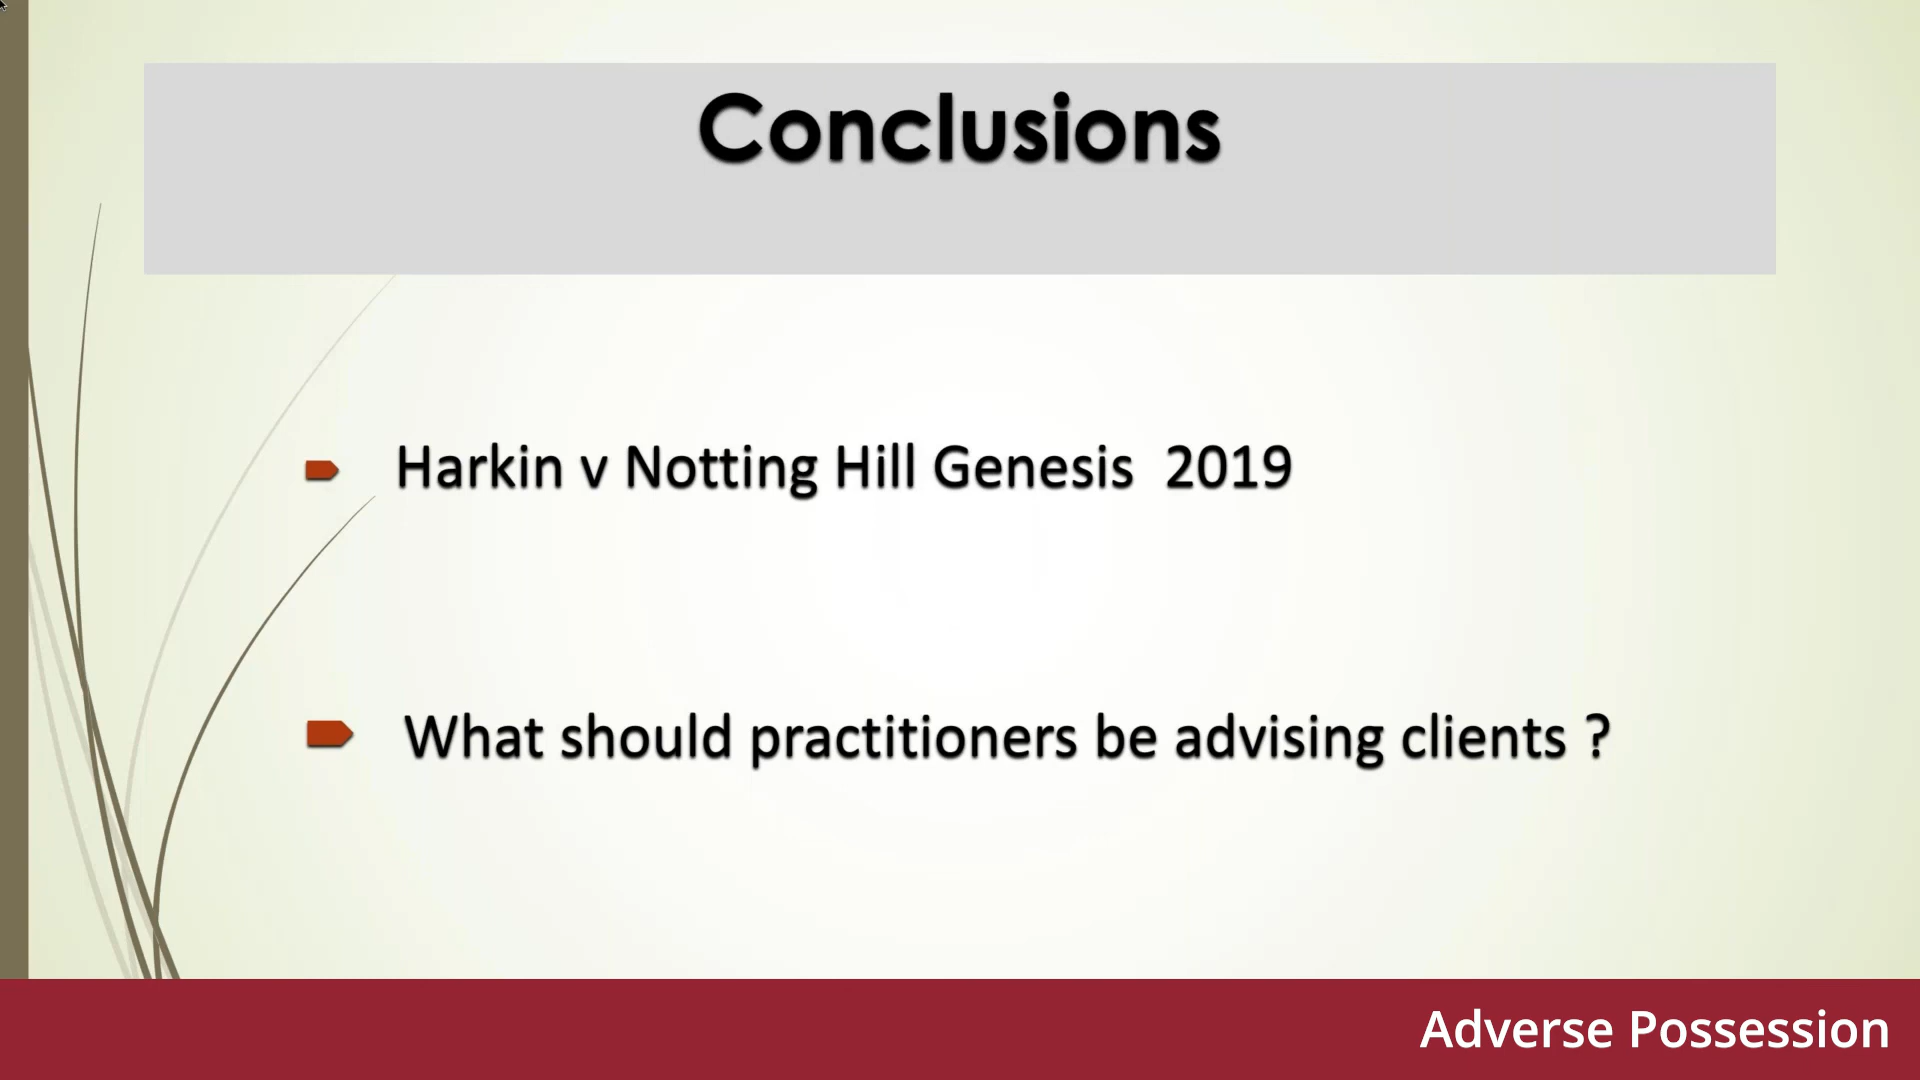 Conclusions
Harkin v Notting Hill Genesis  2019
What should practitioners be advising clients ?
Adverse Possession